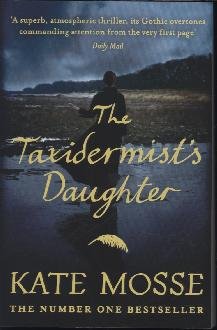 ‘A superb, atmospheric thriller, its Gothic overtones
commanding attention from the very first page’
Daily Mail
The
Taxidermist's
Daughter
KATE MOSSE
THE NUMBER ONE BESTSELLER